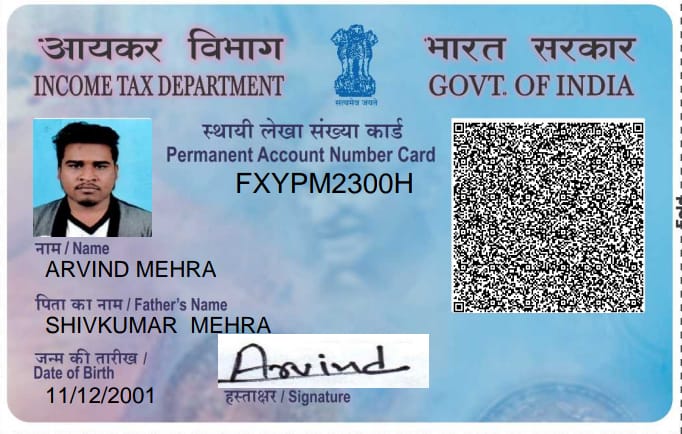 आयकर विभाग
INCOME TAX DEPARTMENT
सत्यमेव जयते
भारत सरकार
GOVT. OF INDIA
स्थायी लेखा संख्या कार्ड
Permanent Account Number Card
FXYPM2300H
नाम / Name
ARVIND MEHRA
पिता का नाम / Father's Name
SHIVKUMAR MEHRA
जन्म की तारीख /
Date of Birth
11/12/2001
Arvind
हस्ताक्षर / Signature